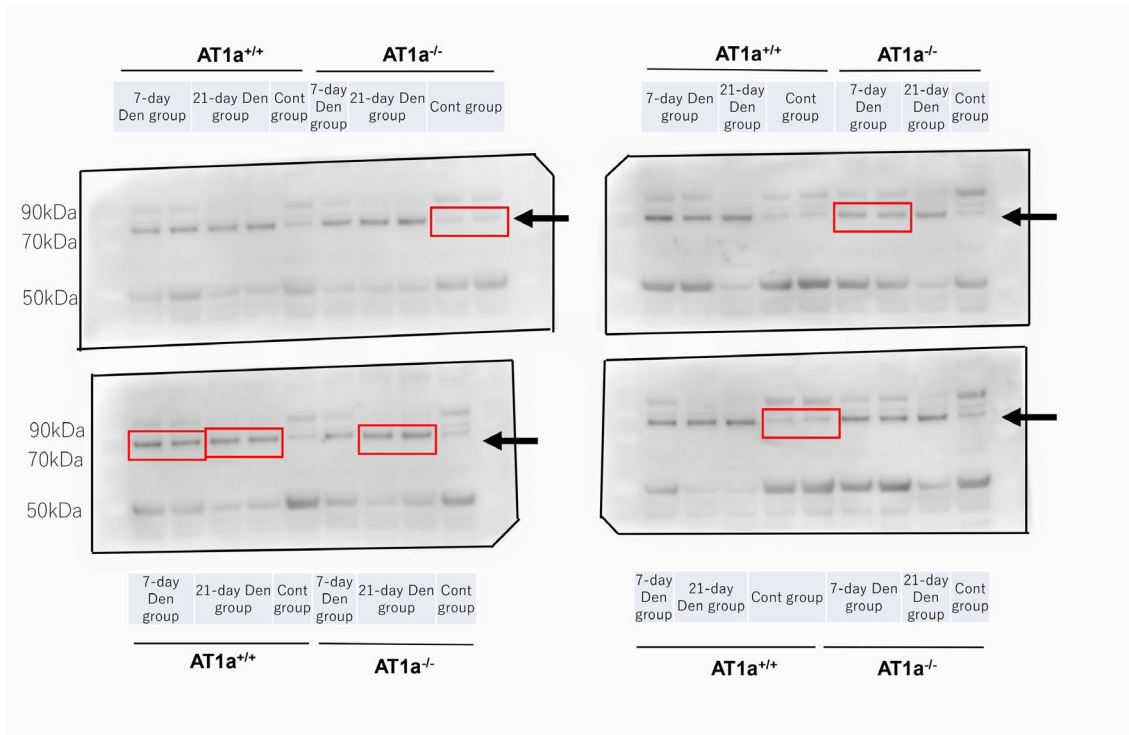 AT1a+/+
AT1a-/-
7-day
Den group
21-day Den
group
Cont
group
7-day
Den
group
21-day Den
group
Cont group
90kDa
70kDa
50kDa
AT1a+/+
AT1a-/-
7-day Den
group
21-day
Den
group
Cont
group
7-day
Den
group
21-day
Den
group
Cont
group
90kDa
70kDa
50kDa
7-day
Den
group
21-day Den
group
Cont
group
7-day
Den
group
21-day Den
group
Cont
group
AT1a+/+
AT1a-/-
7-day
Den
group
21-day
Den group
Cont group
7-day Den
group
21-day
Den
group
Cont
group
AT1a+/+
AT1a-/-